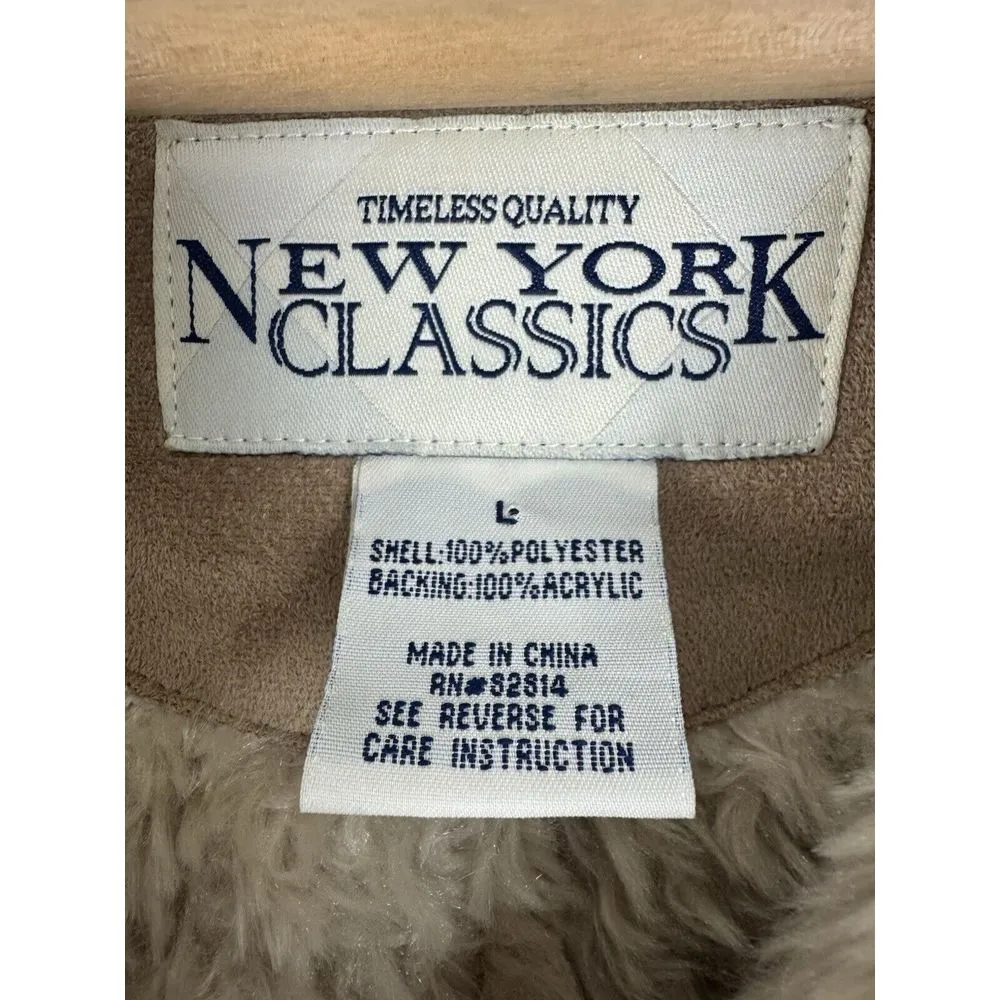 TIMELESS QUALITY
NEW YORK
CLASSICS
L
SHELL:100%POLYESTER
BACKING:100%ACRYLIC
MADE IN CHINA
RN#82814
SEE REVERSE FOR
CARE INSTRUCTION